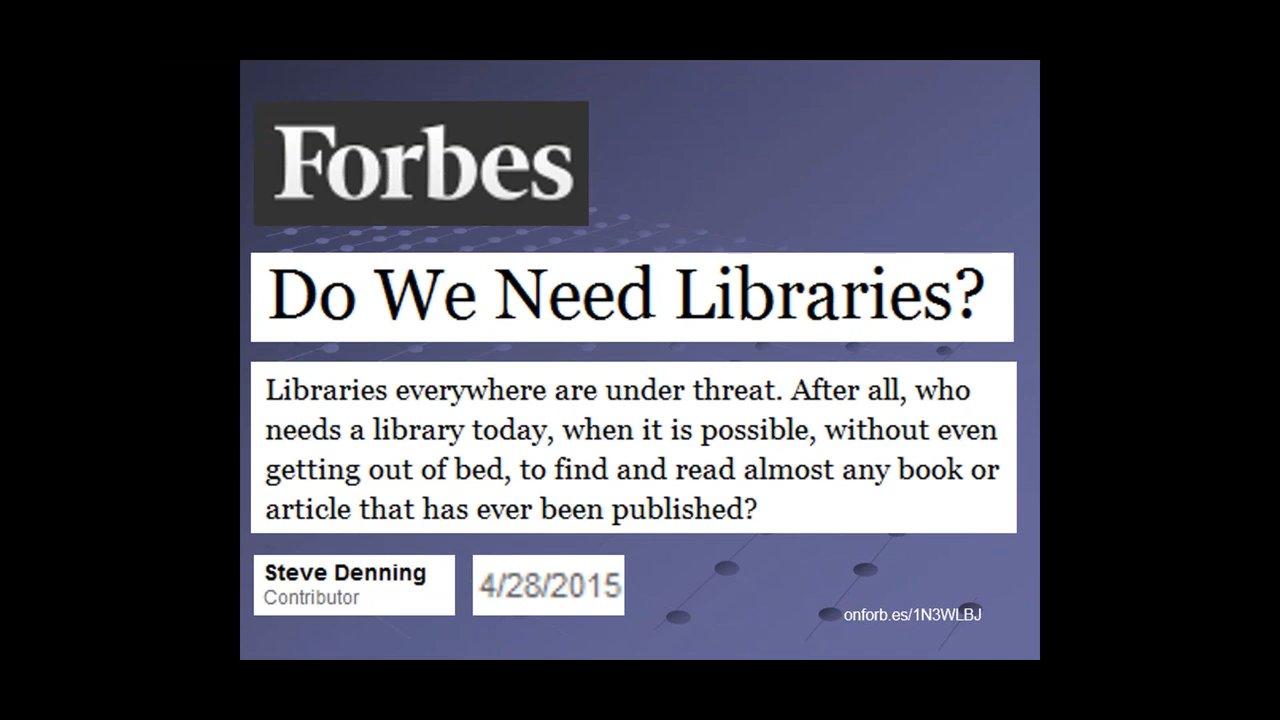 Forbes
Do We Need Libraries?
Libraries everywhere are under threat. After all, who
needs a library today, when it is possible, without even
getting out of bed, to find and read almost any book or
article that has ever been published?
Steve Denning
Contributor
4/28/2015
onforb.es/1N3WLBJ